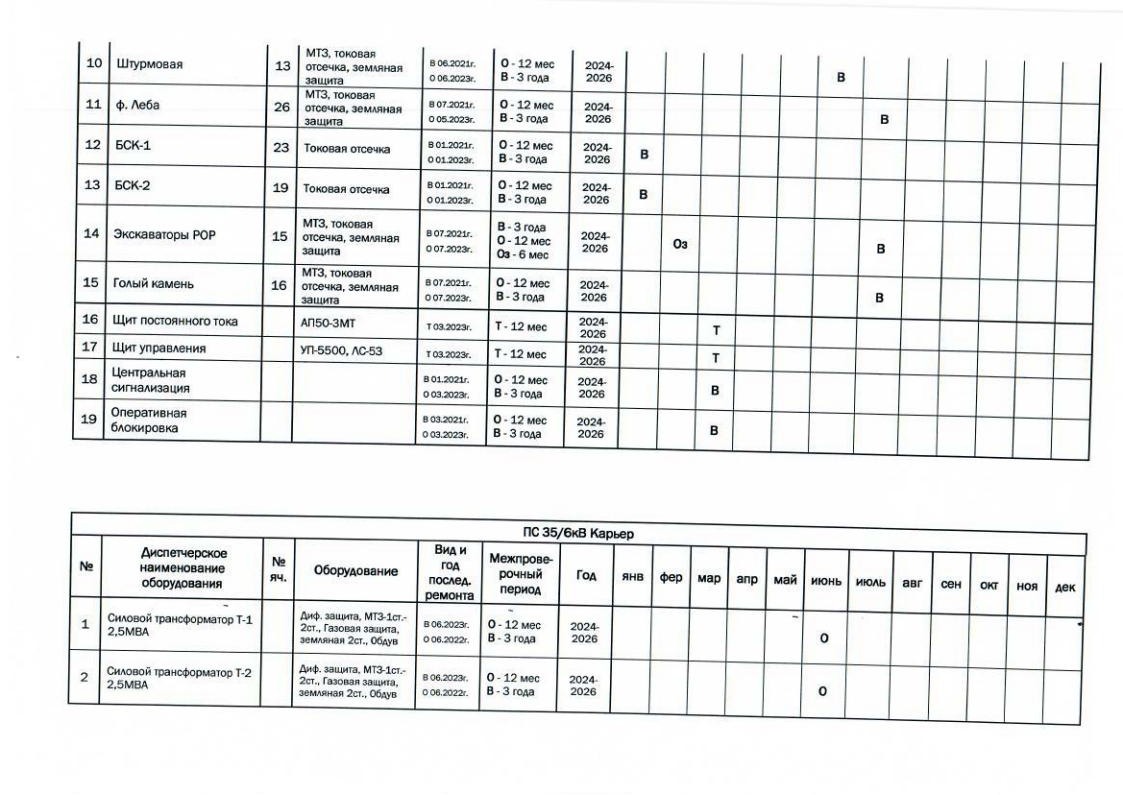 10 Штурмовая 13 МТЗ, токовая отсечка, земляная защита В 06.2021г. О 06.2023г. О - 12 мес В - 3 года 2024-2026 В
11 ф. Леба 26 МТЗ, токовая отсечка, земляная защита В 07.2021г. О 05.2023г. О - 12 мес В - 3 года 2024-2026 В
12 БСК-1 23 Токовая отсечка В 01.2021г. О 01.2023г. О - 12 мес В - 3 года 2024-2026 В
13 БСК-2 19 Токовая отсечка В 01.2021г. О 01.2023г. О - 12 мес В - 3 года 2024-2026 В
14 Экскаваторы РОР 15 МТЗ, токовая отсечка, земляная защита В 07.2021г. О 07.2023г. В - 3 года О - 12 мес Оз - 6 мес 2024-2026 Оз В
15 Голый камень 16 МТЗ, токовая отсечка, земляная защита В 07.2021г. О 07.2023г. О - 12 мес В - 3 года 2024-2026 В
16 Щит постоянного тока АП50-3МТ Т 03.2023г. Т - 12 мес 2024-2026 Т
17 Щит управления УП-5500, ЛС-53 Т 03.2023г. Т - 12 мес 2024-2026 Т
18 Центральная сигнализация В 01.2021г. О 03.2023г. О - 12 мес В - 3 года 2024-2026 В
19 Оперативная блокировка В 03.2021г. О 03.2023г. О - 12 мес В - 3 года 2024-2026 В
ПС 35/6кВ Карьер
№ Диспетчерское наименование оборудования № яч. Оборудование Вид и год послед. ремонта Межпрове-рочный период Год янв фер мар апр май июнь июль авг сен окт ноя дек
1 Силовой трансформатор Т-1 2,5МВА Диф. защита, МТЗ-1ст.-2ст., Газовая защита, земляная 2ст., Обдув В 06.2023г. О 06.2022г. О - 12 мес В - 3 года 2024-2026 О
2 Силовой трансформатор Т-2 2,5МВА Диф. защита, МТЗ-1ст.-2ст., Газовая защита, земляная 2ст., Обдув В 06.2023г. О 06.2022г. О - 12 мес В - 3 года 2024-2026 О